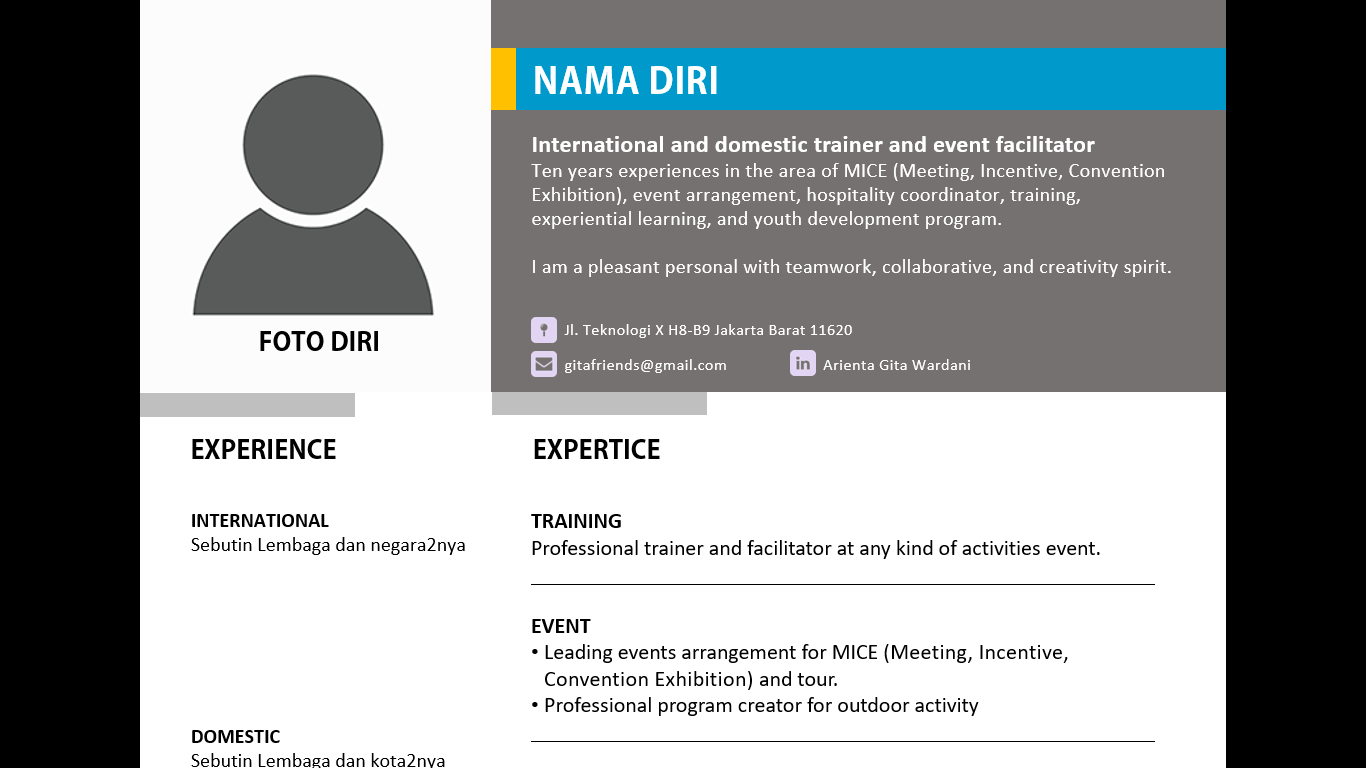 NAMA DIRI
International and domestic trainer and event facilitator
Ten years experiences in the area of MICE (Meeting, Incentive, Convention
Exhibition), event arrangement, hospitality coordinator, training,
experiential learning, and youth development program.
I am a pleasant personal with teamwork, collaborative, and creativity spirit.
Jl. Teknologi X H8-B9 Jakarta Barat 11620
gitafriends@gmail.com
in Arienta Gita Wardani
FOTO DIRI
EXPERIENCE
INTERNATIONAL
Sebutin Lembaga dan negara2nya
DOMESTIC
Sebutin Lembaga dan kota2nya
EXPERTICE
TRAINING
Professional trainer and facilitator at any kind of activities event.
EVENT
• Leading events arrangement for MICE (Meeting, Incentive,
Convention Exhibition) and tour.
• Professional program creator for outdoor activity